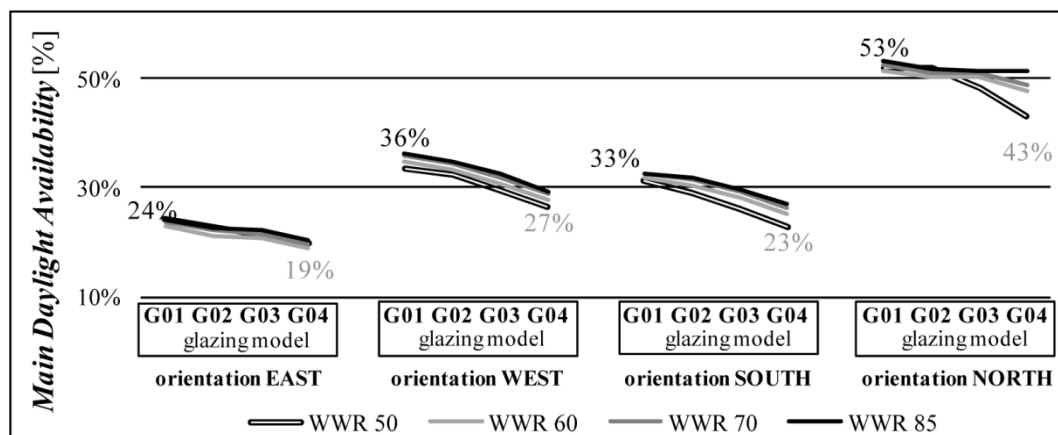 Main Daylight Availability [%]
50%
30%
10%
24%
19%
36%
27%
33%
23%
53%
43%
G01 G02 G03 G04
glazing model
orientation EAST
G01 G02 G03 G04
glazing model
orientation WEST
G01 G02 G03 G04
glazing model
orientation SOUTH
G01 G02 G03 G04
glazing model
orientation NORTH
WWR 50
WWR 60
WWR 70
WWR 85